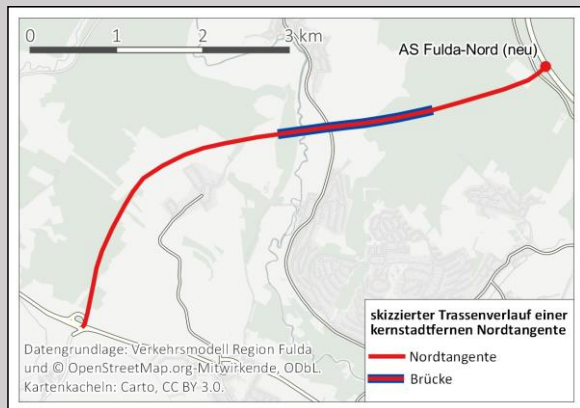 0 1 2 3 km
AS Fulda-Nord (neu)
skizzierter Trassenverlauf einer
kernstadtfernen Nordtangente
Nordtangente
Brücke
Datengrundlage: Verkehrsmodell Region Fulda
und © OpenStreetMap.org-Mitwirkende, ODbL.
Kartenkacheln: Carto, CC BY 3.0.